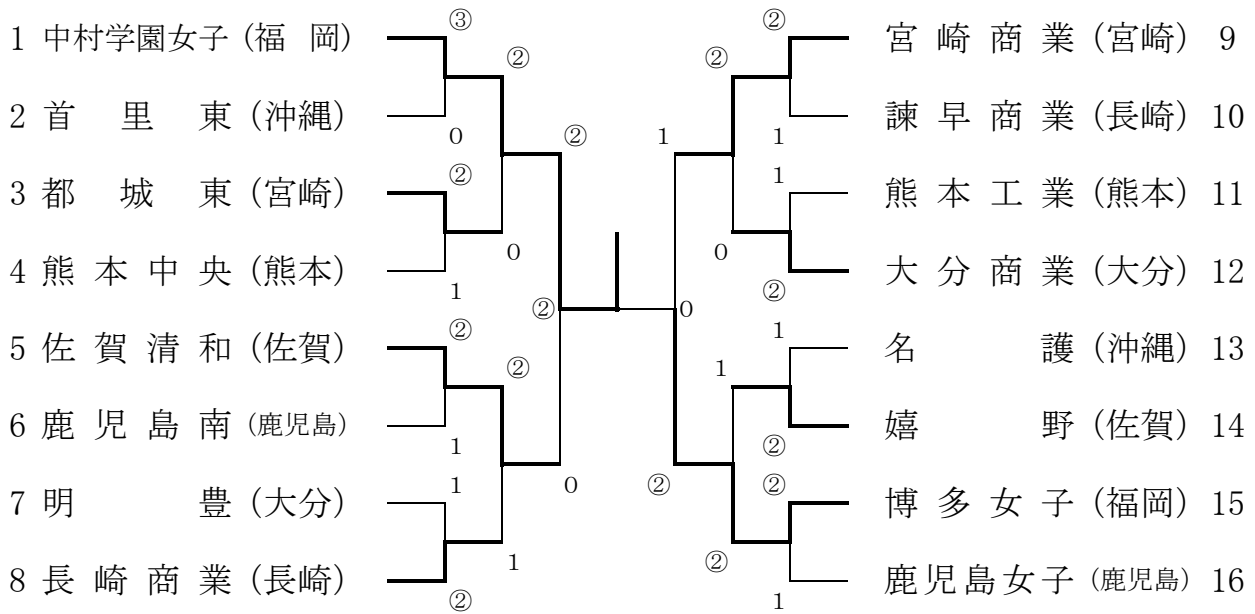 ③ ②
1 中村学園女子 (福 岡) 宮 崎 商 業 (宮崎) 9
② ②
2 首 里 東 (沖縄) 諫 早 商 業 (長崎) 10
0 ② 1 1
② 1
3 都 城 東 (宮崎) 熊 本 工 業 (熊本) 11
0 0
4 熊 本 中 央 (熊本) 大 分 商 業 (大分) 12
1 ②
② 0
② 1
5 佐 賀 清 和 (佐賀) 名 護 (沖縄) 13
② 1
6 鹿 児 島 南 (鹿児島) 嬉 野 (佐賀) 14
1 ②
1 0 ② ②
7 明 豊 (大分) 博 多 女 子 (福岡) 15
1 ②
8 長 崎 商 業 (長崎) 鹿児島女子 (鹿児島) 16
② 1